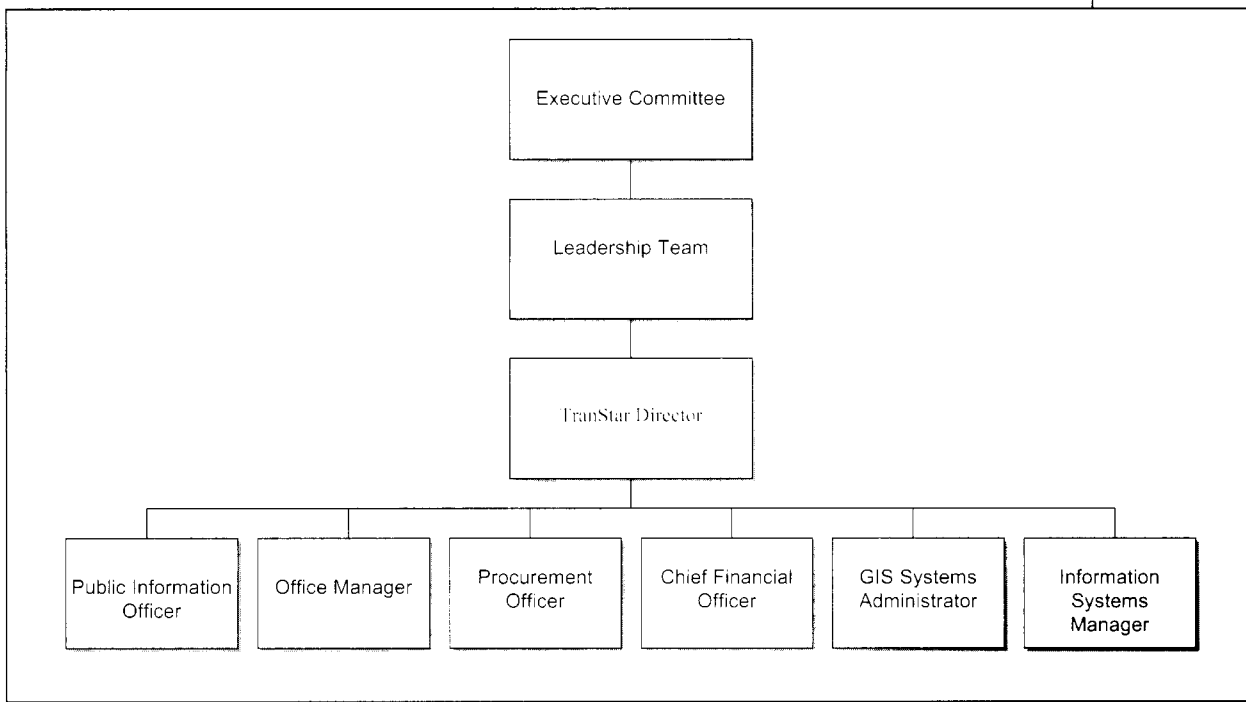 Executive Committee
Leadership Team
TranStar Director
Public Information
Officer
Office Manager
Procurement
Officer
Chief Financial
Officer
GIS Systems
Administrator
Information
Systems
Manager